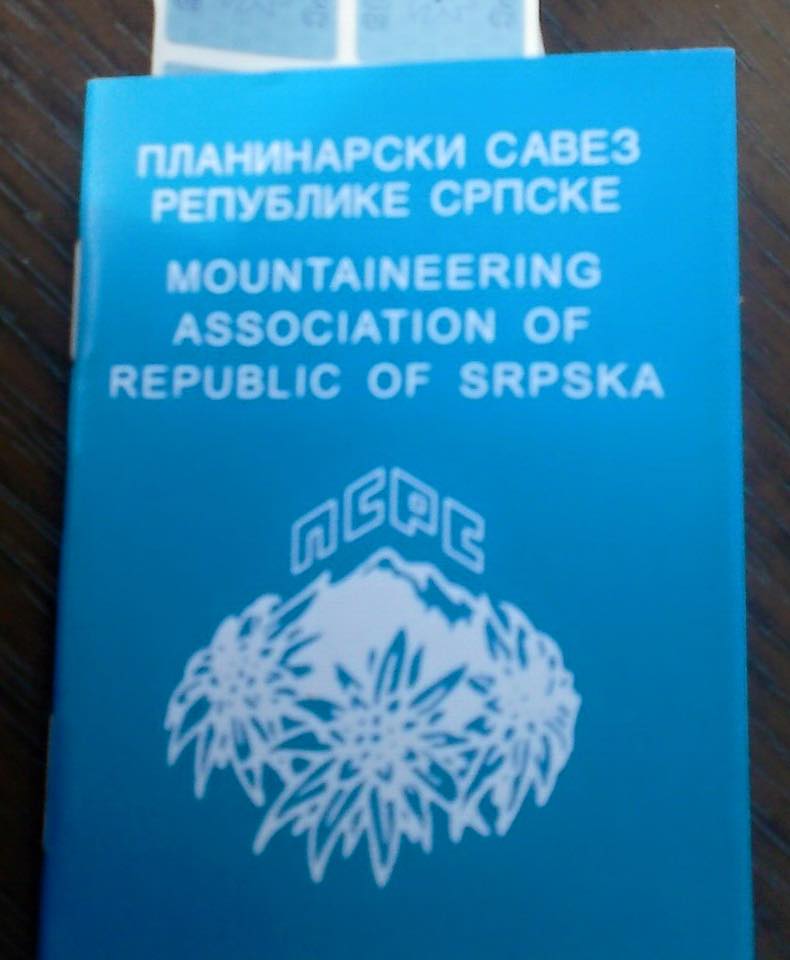 ПЛАНИНАРСКИ САВЕЗ
РЕПУБЛИКЕ СРПСКЕ
MOUNTAINEERING
ASSOCIATION OF
REPUBLIC OF SRPSKA
ПСРС